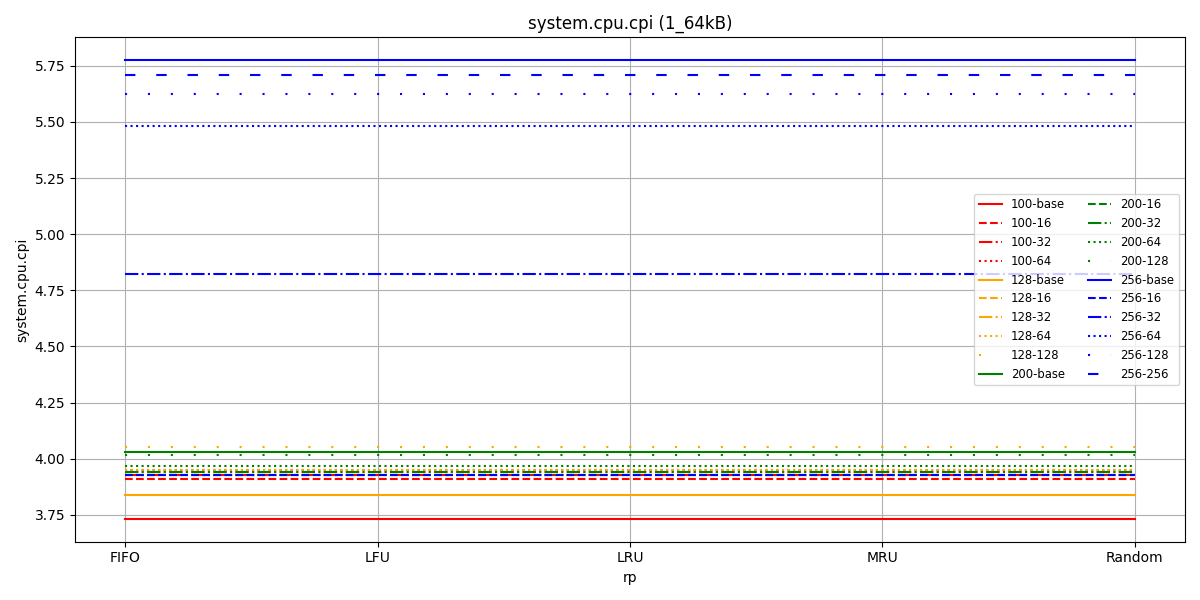 system.cpu.cpi (1_64kB)
system.cpu.cpi
5.75
5.50
5.25
5.00
4.75
4.50
4.25
4.00
3.75
100-base
100-16
100-32
100-64
128-base
128-16
128-32
128-64
128-128
200-base
200-16
200-32
200-64
200-128
256-base
256-16
256-32
256-64
256-128
256-256
FIFO
LFU
LRU
MRU
Random
rp